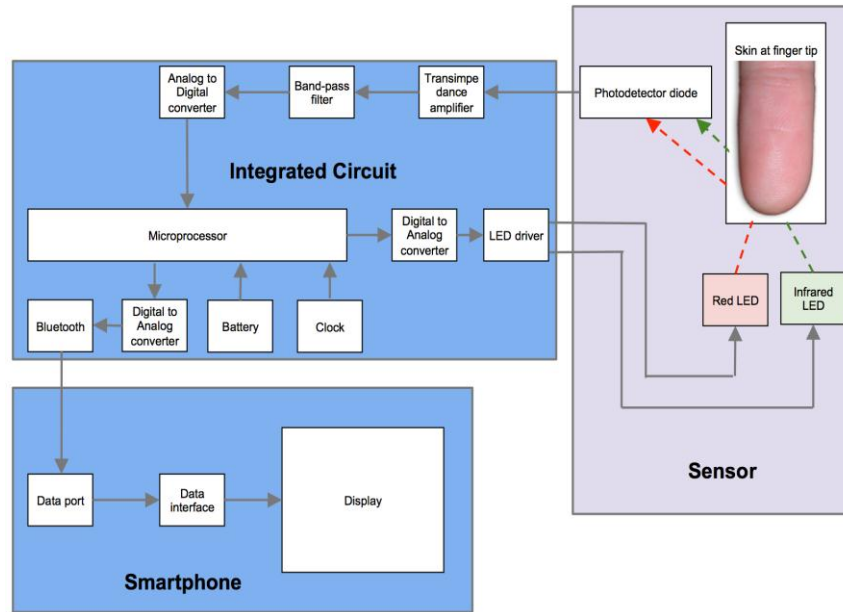 Skin at finger tip
Photodetector diode
Analog to
Digital
converter
Band-pass
filter
Transimpe
dance
amplifier
Integrated Circuit
Microprocessor
Digital to
Analog
converter
LED driver
Red LED
Infrared
LED
Bluetooth
Digital to
Analog
converter
Battery
Clock
Sensor
Data port
Data
interface
Display
Smartphone